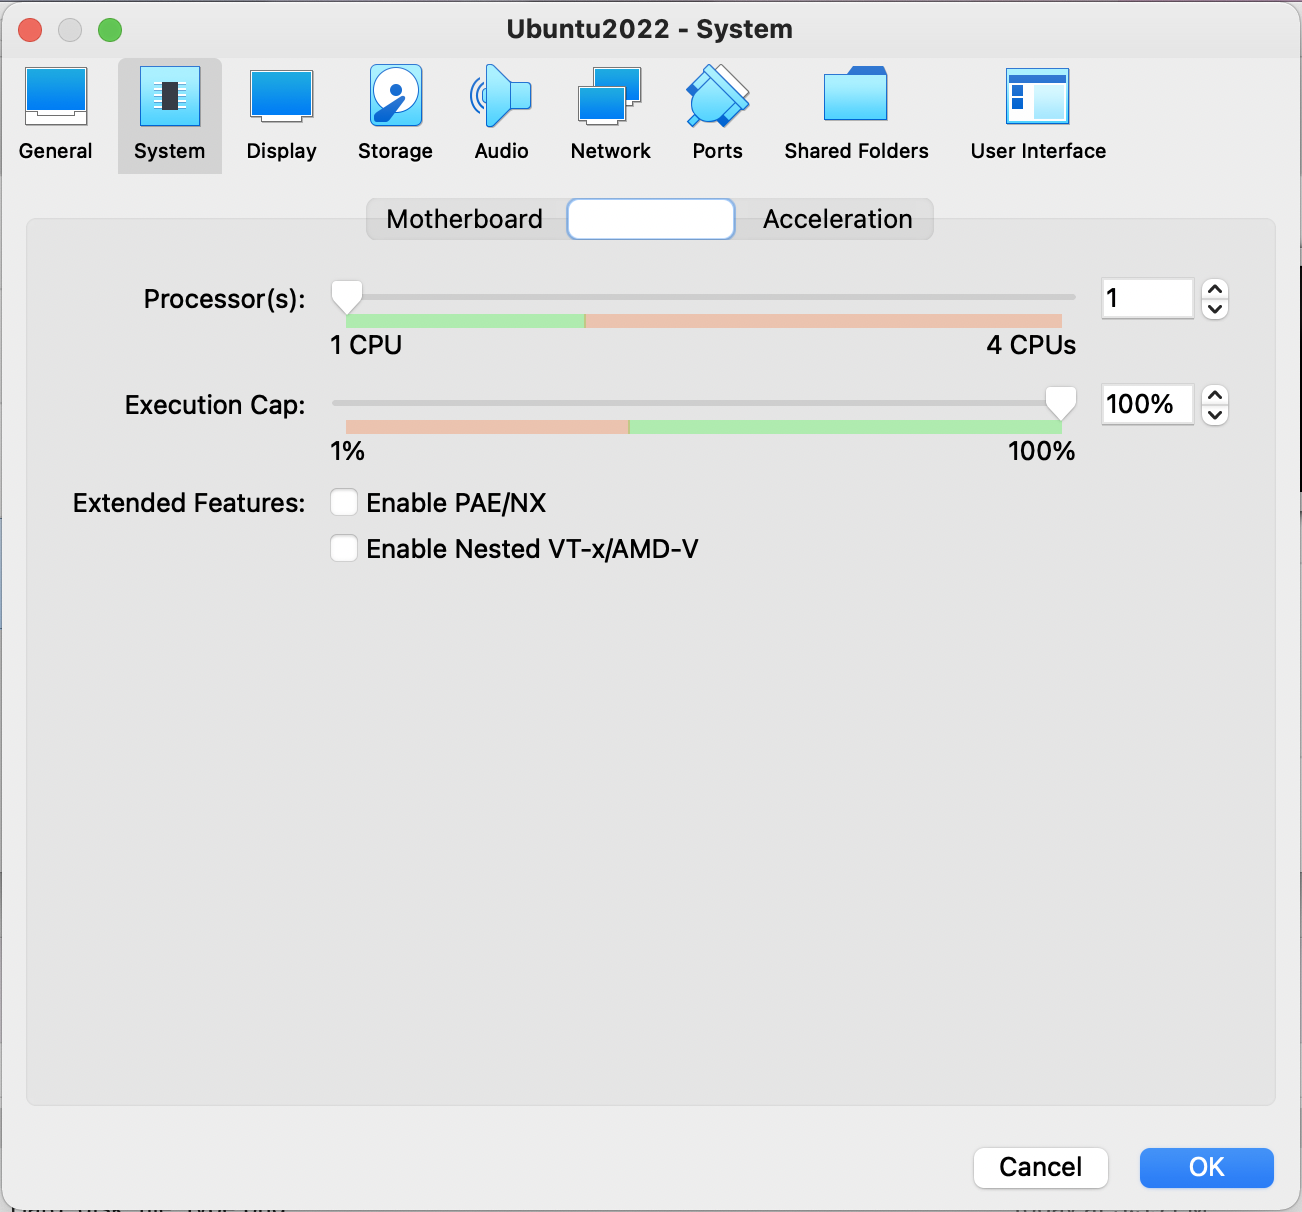 Ubuntu2022 - System
General System Display Storage Audio Network Ports Shared Folders User Interface
Motherboard Acceleration
Processor(s): 1
1 CPU 4 CPUs
Execution Cap: 100%
1% 100%
Extended Features: Enable PAE/NX
Enable Nested VT-x/AMD-V
Cancel OK